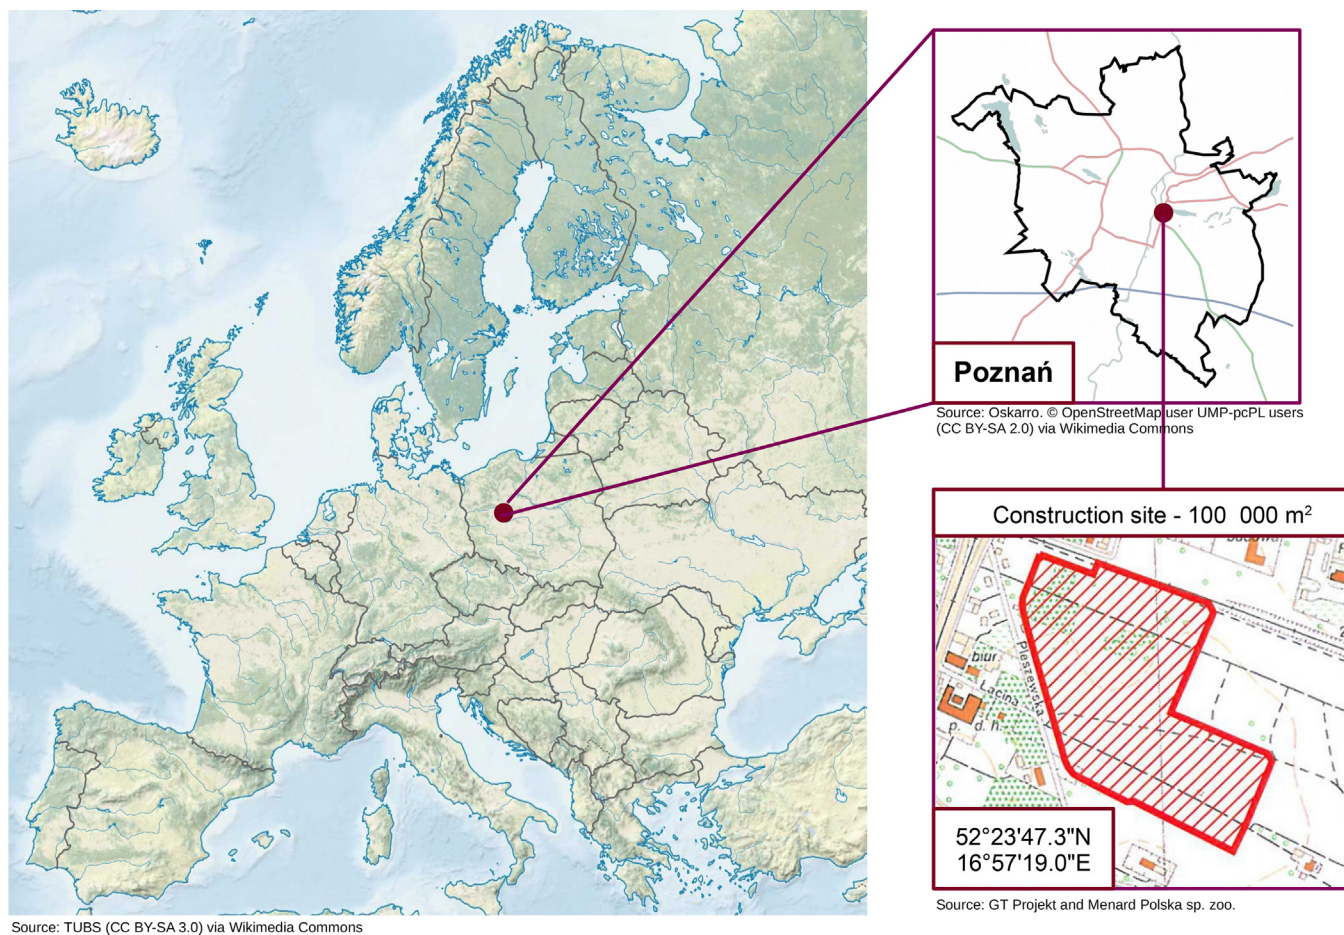 Poznań
Source: Oskarro. © OpenStreetMap user UMP-pcPL users
(CC BY-SA 2.0) via Wikimedia Commons
Construction site - 100 000 m²
biur
Pleszewska
Łacina
p.
d. h.
52°23'47.3"N
16°57'19.0"E
Source: GT Projekt and Menard Polska sp. zoo.
Source: TUBS (CC BY-SA 3.0) via Wikimedia Commons